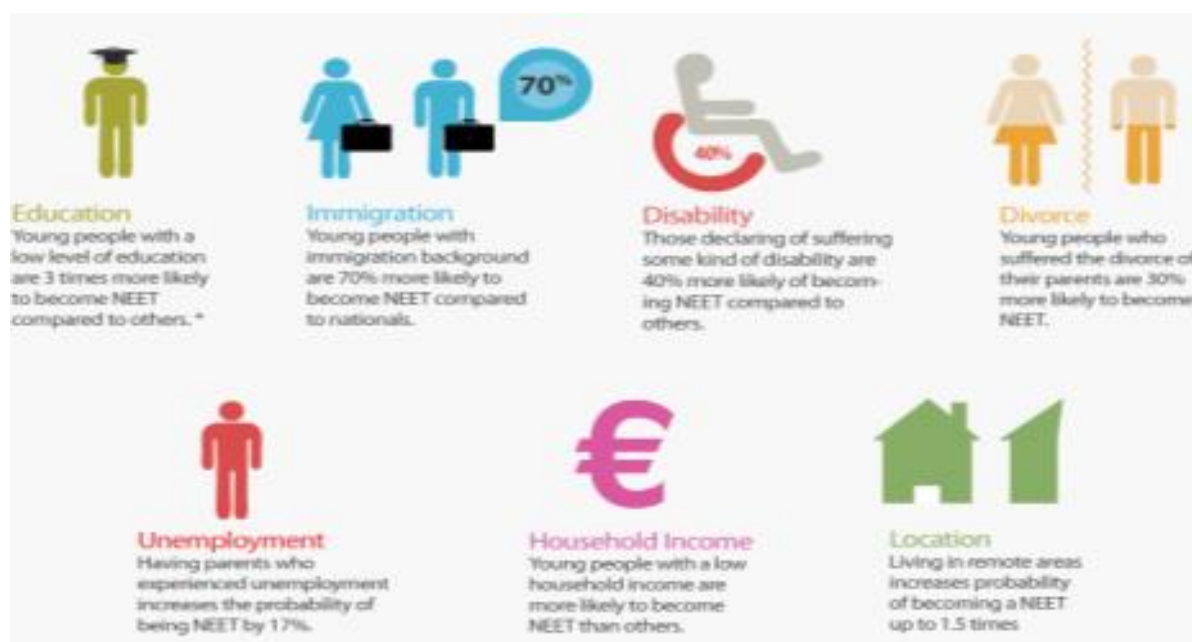 70%
40%
Education
Young people with a
low level of education
are 3 times more likely
to become NEET
compared to others. *
Immigration
Young people with
immigration background
are 70% more likely to
become NEET compared
to nationals.
Disability
Those declaring of suffering
some kind of disability are
40% more likely of becom-
ing NEET compared to
others.
Divorce
Young people who
suffered the divorce of
their parents are 30%
more likely to become
NEET.
Unemployment
Having parents who
experienced unemployment
increases the probability of
being NEET by 17%.
€
Household Income
Young people with a low
household income are
more likely to become
NEET than others.
Location
Living in remote areas
increases probability
of becoming a NEET
up to 1.5 times